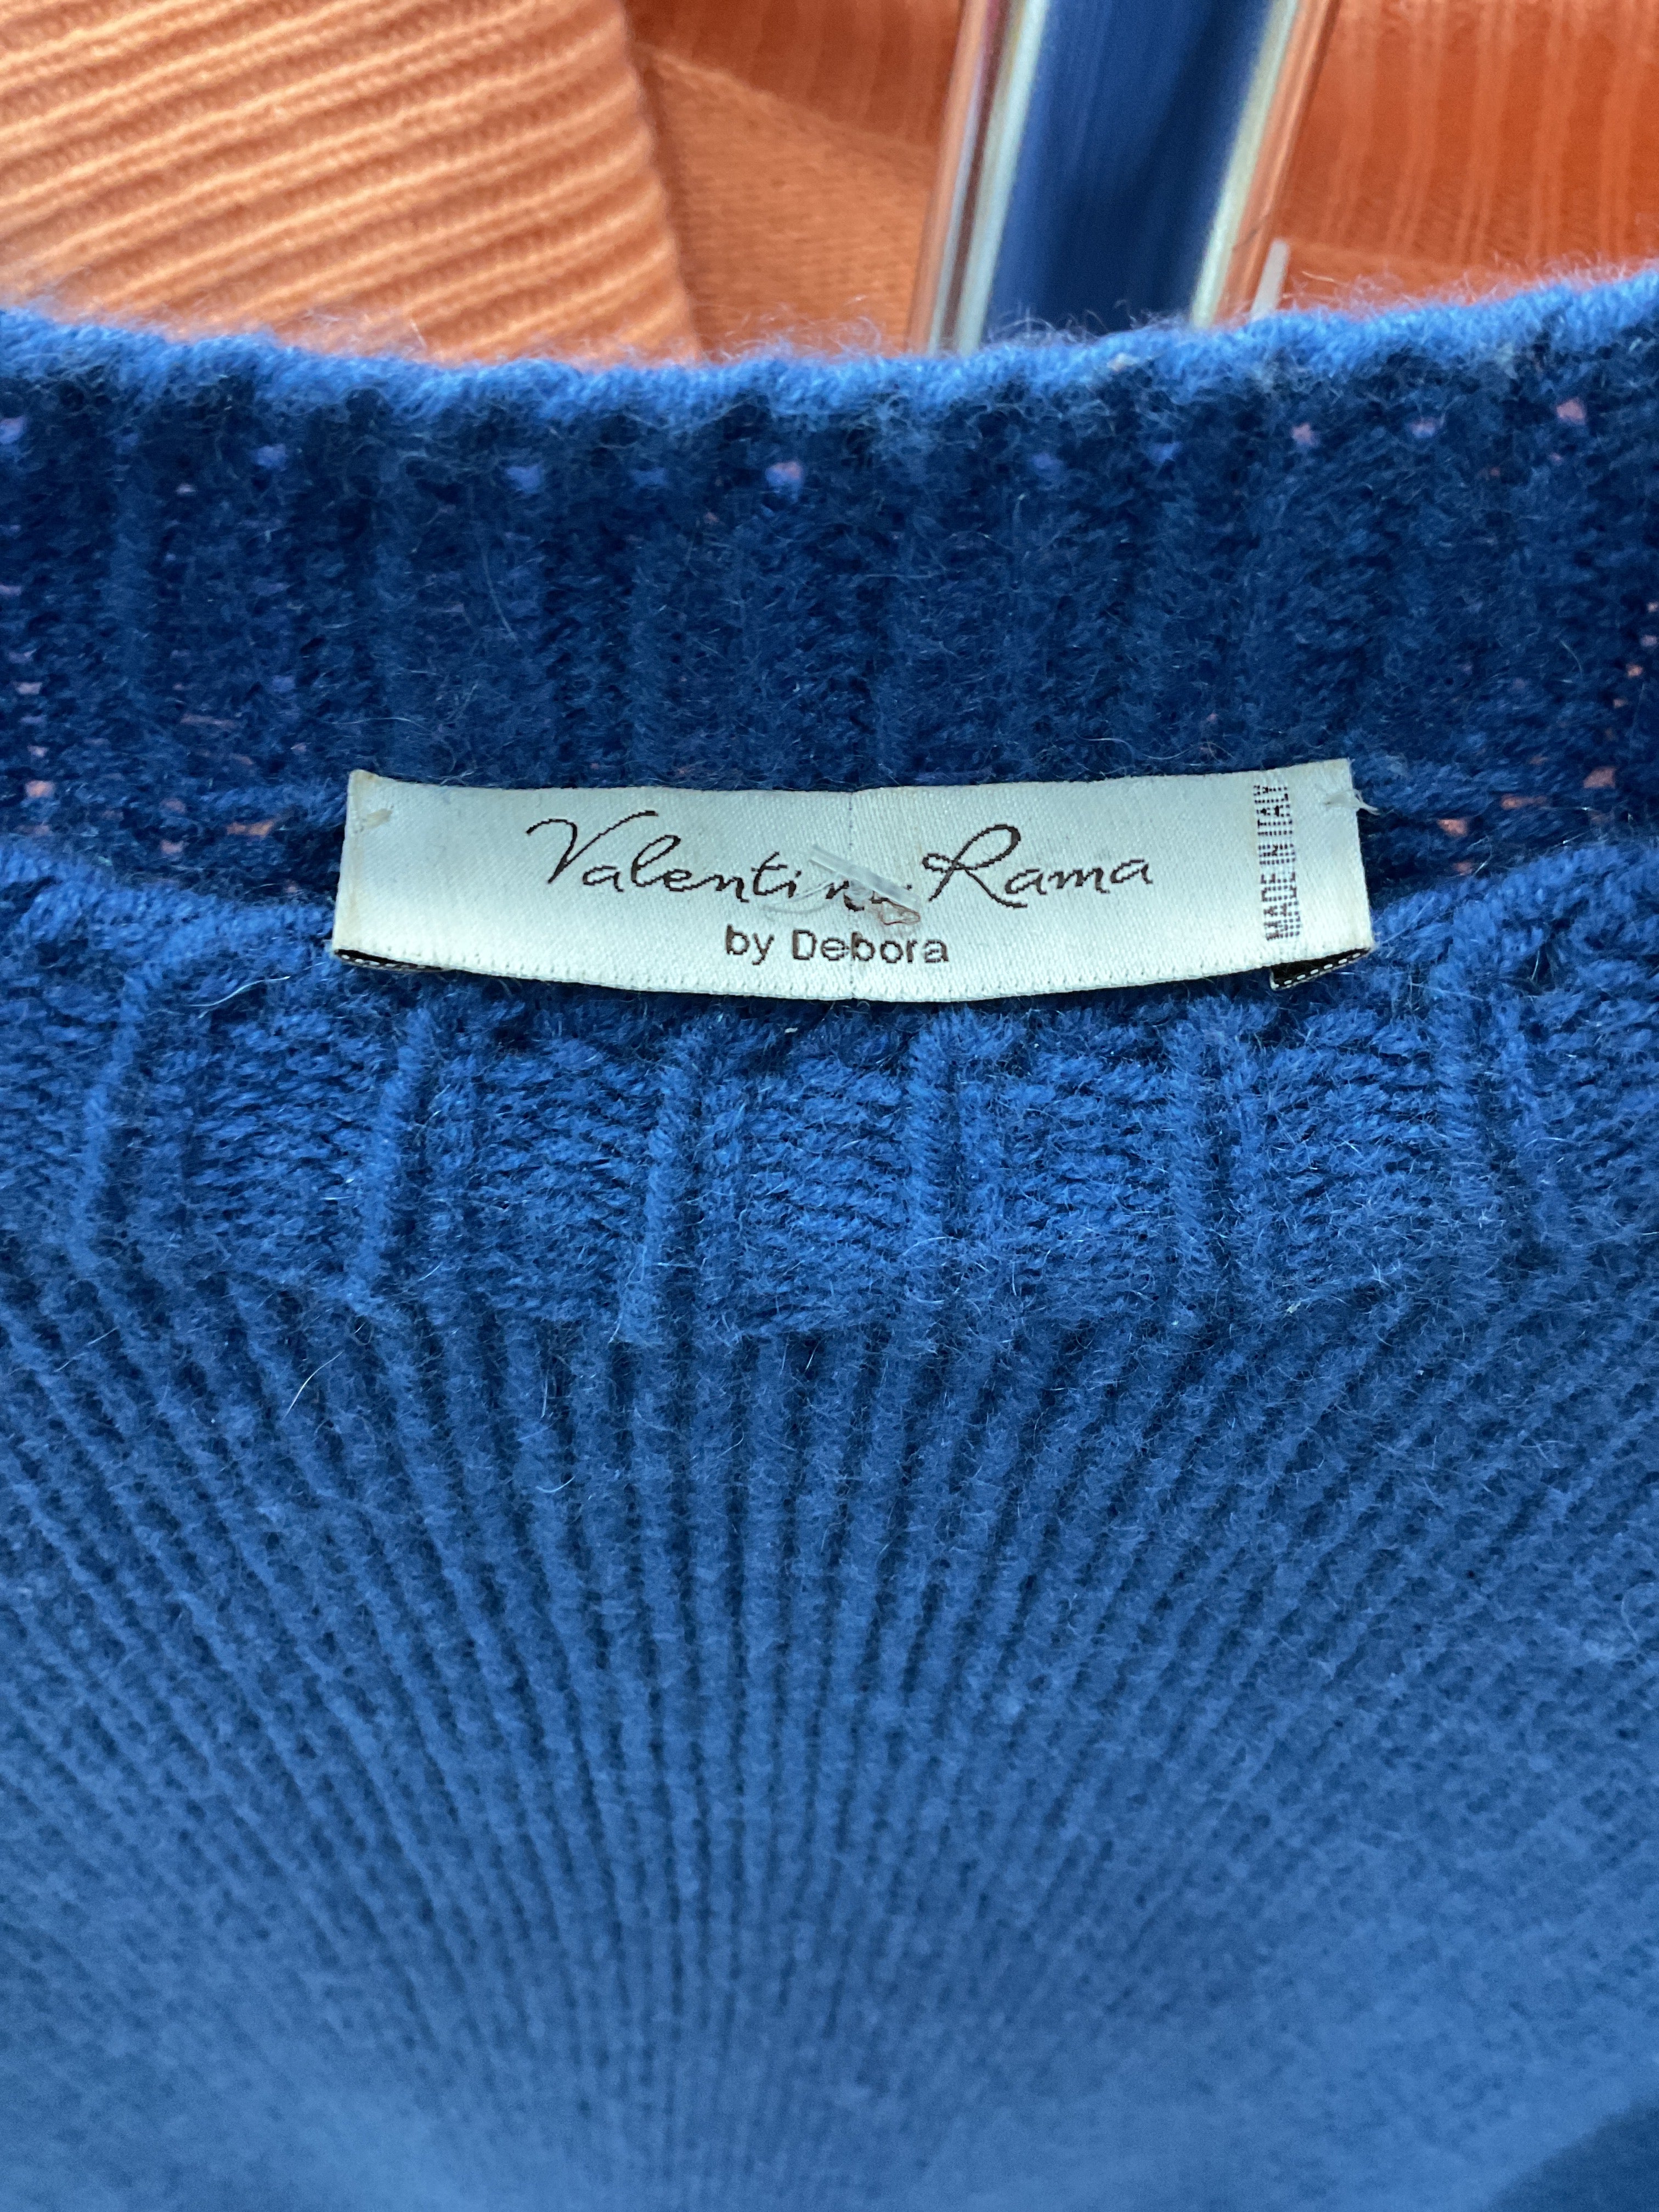 Valentina Rama
by Debora
MADE IN ITALY